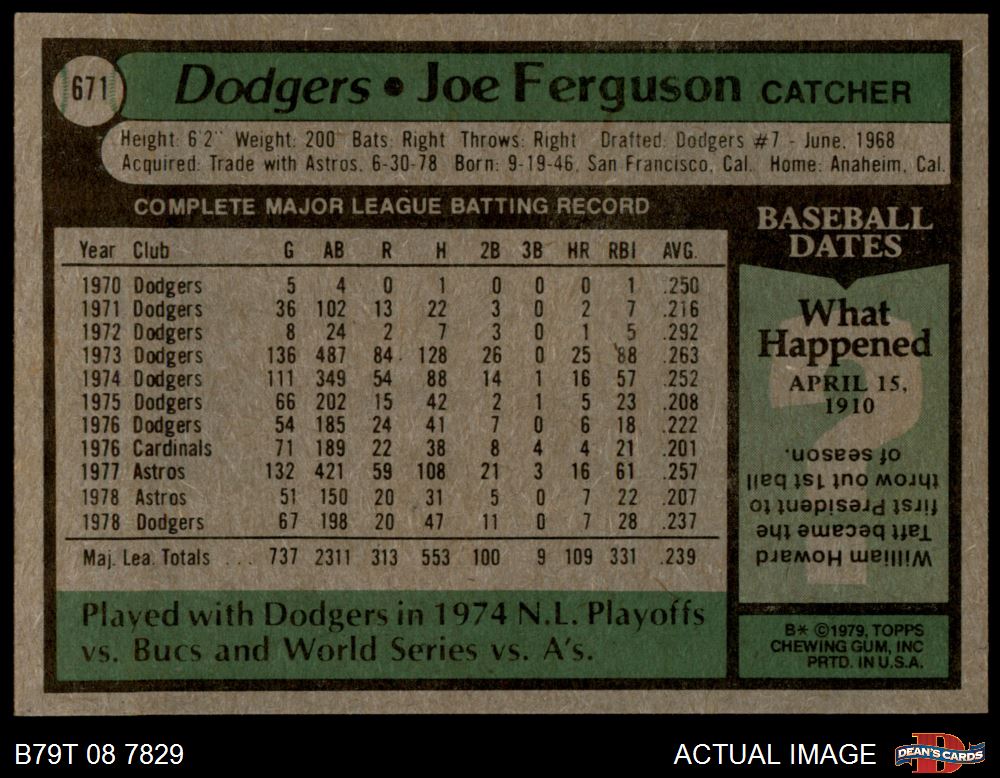 671
Dodgers • Joe Ferguson CATCHER
Height: 6'2" Weight: 200 Bats: Right Throws: Right Drafted: Dodgers #7 - June, 1968
Acquired: Trade with Astros, 6-30-78 Born: 9-19-46, San Francisco, Cal. Home: Anaheim, Cal.
COMPLETE MAJOR LEAGUE BATTING RECORD
Year Club G AB R H 2B 3B HR RBI AVG.
1970 Dodgers 5 4 0 1 0 0 0 1 .250
1971 Dodgers 36 102 13 22 3 0 2 7 .216
1972 Dodgers 8 24 2 7 3 0 1 5 .292
1973 Dodgers 136 487 84 128 26 0 25 88 .263
1974 Dodgers 111 349 54 88 14 1 16 57 .252
1975 Dodgers 66 202 15 42 2 1 5 23 .208
1976 Dodgers 54 185 24 41 7 0 6 18 .222
1976 Cardinals 71 189 22 38 8 4 4 21 .201
1977 Astros 132 421 59 108 21 3 16 61 .257
1978 Astros 51 150 20 31 5 0 7 22 .207
1978 Dodgers 67 198 20 47 11 0 7 28 .237
Maj. Lea. Totals ... 737 2311 313 553 100 9 109 331 .239
Played with Dodgers in 1974 N.L. Playoffs
vs. Bucs and World Series vs. A's.
BASEBALL
DATES
What
Happened
APRIL 15,
1910
?
William Howard
Taft became the
first President to
throw out 1st ball
of season.
B* ©1979, TOPPS
CHEWING GUM, INC
PRTD. IN U.S.A.
B79T 08 7829
ACTUAL IMAGE
DEAN'S CARDS